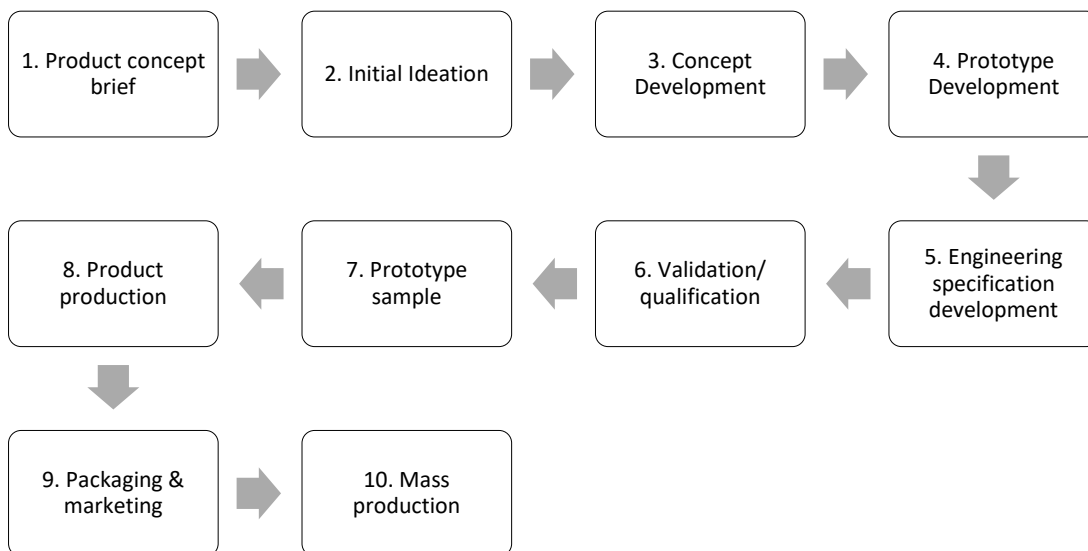 1. Product concept
brief
2. Initial Ideation
3. Concept
Development
4. Prototype
Development
5. Engineering
specification
development
6. Validation/
qualification
7. Prototype
sample
8. Product
production
9. Packaging &
marketing
10. Mass
production